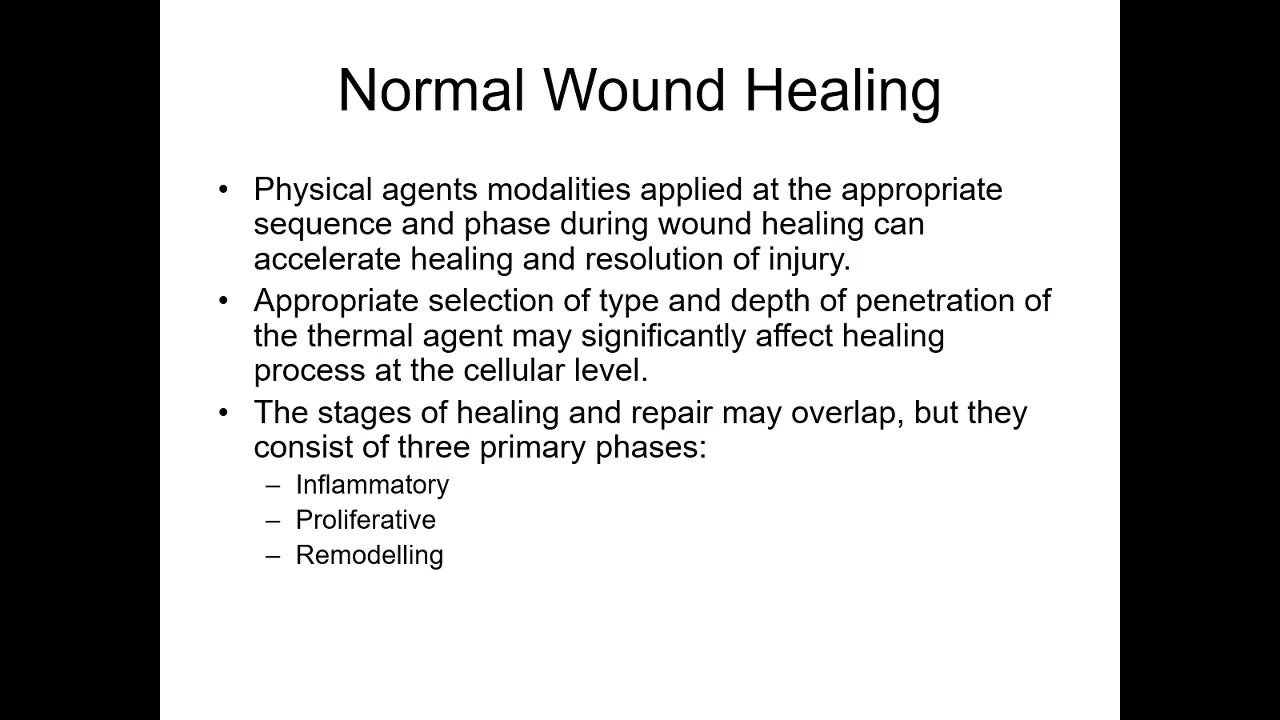 Normal Wound Healing
• Physical agents modalities applied at the appropriate
sequence and phase during wound healing can
accelerate healing and resolution of injury.
• Appropriate selection of type and depth of penetration of
the thermal agent may significantly affect healing
process at the cellular level.
• The stages of healing and repair may overlap, but they
consist of three primary phases:
– Inflammatory
– Proliferative
– Remodelling